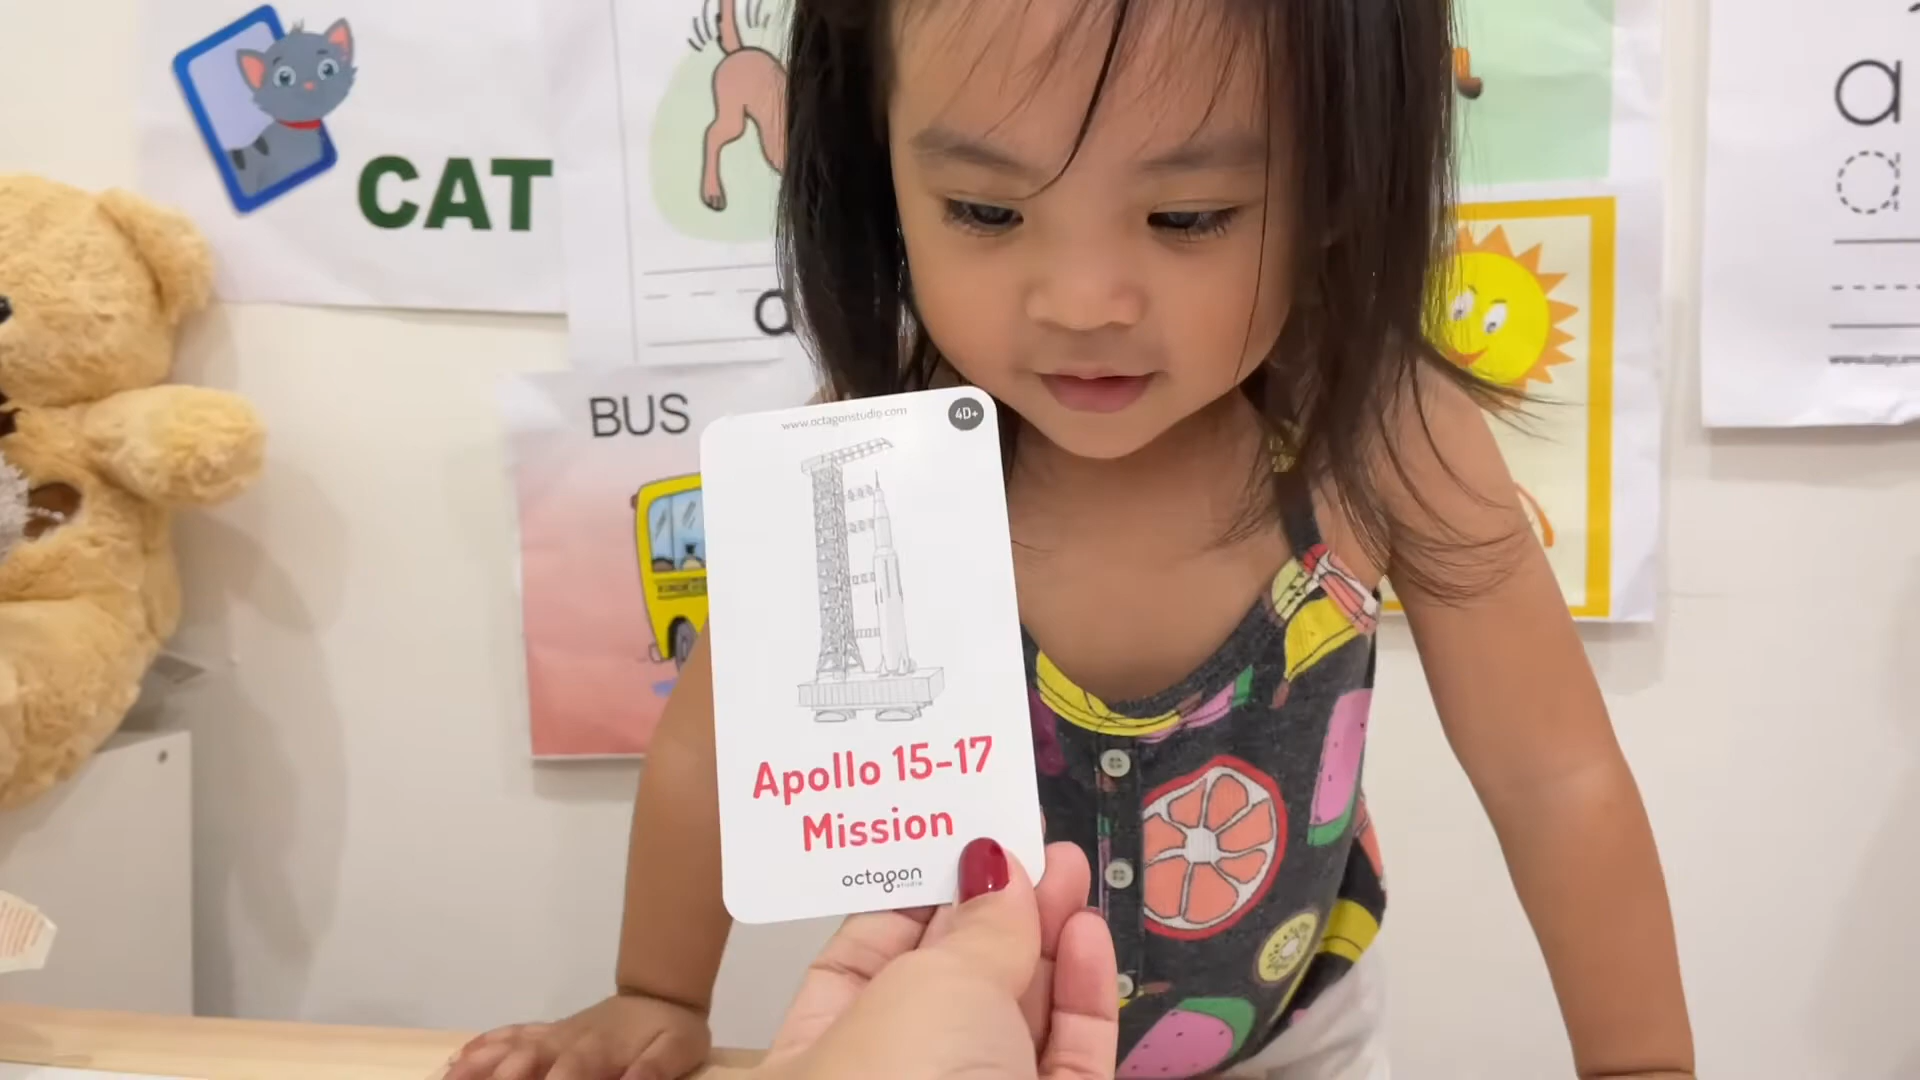 CAT
a
a
a
BUS
www.octagonstudio.com
4D+
Apollo 15-17
Mission
octagon
studio